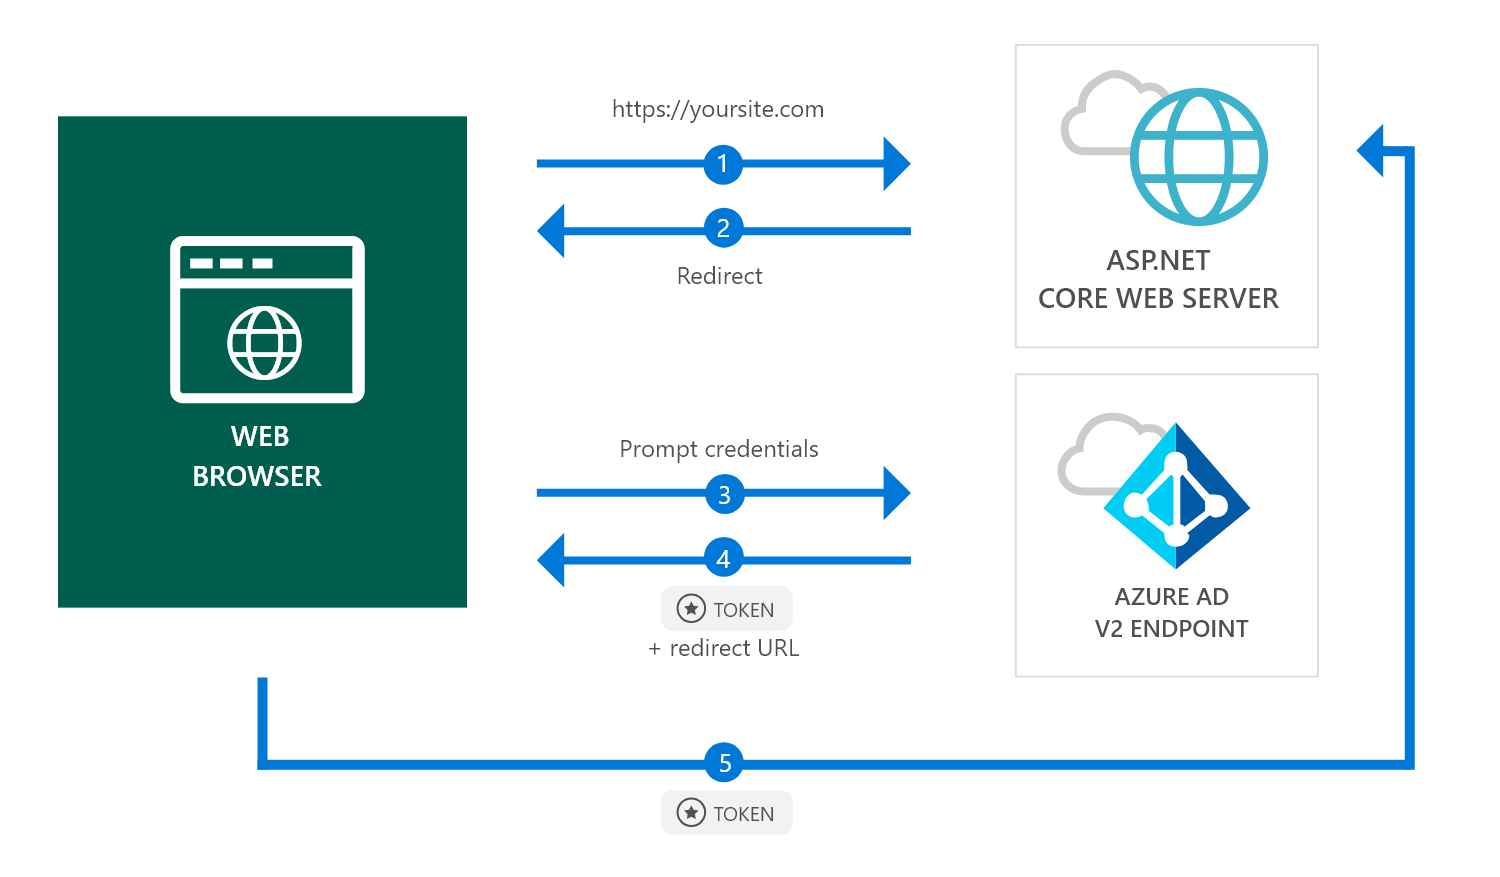 https://yoursite.com
1
2
Redirect
ASP.NET
CORE WEB SERVER
WEB
BROWSER
Prompt credentials
3
4
TOKEN
+ redirect URL
AZURE AD
V2 ENDPOINT
5
TOKEN